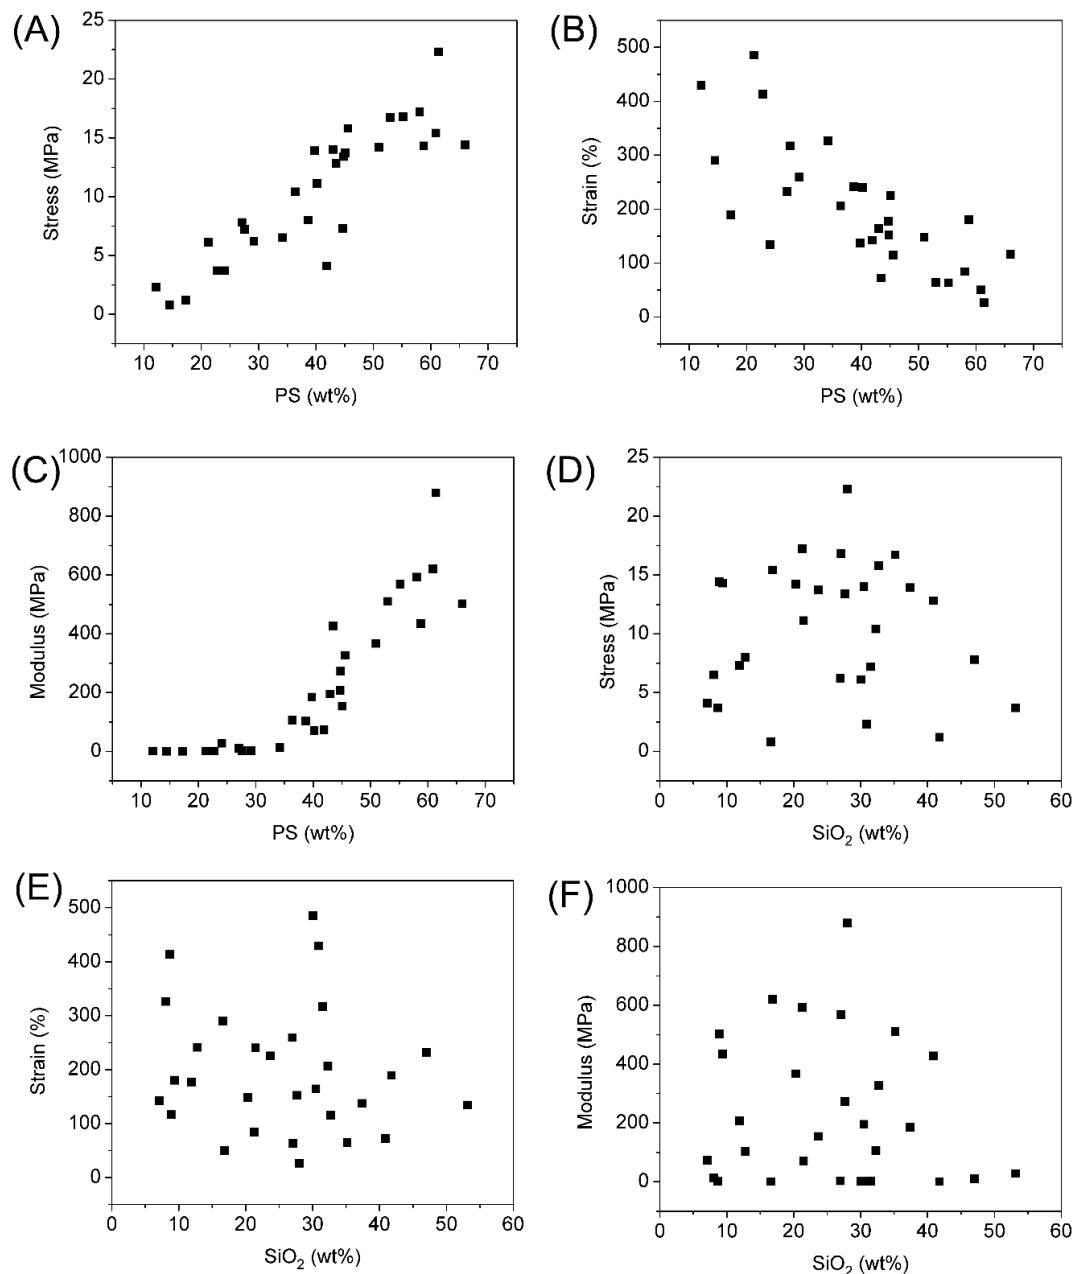 (A)
25
20
15
10
5
0
Stress (MPa)
10 20 30 40 50 60 70
PS (wt%)
(B)
500
400
300
200
100
0
Strain (%)
10 20 30 40 50 60 70
PS (wt%)
(C)
1000
800
600
400
200
0
Modulus (MPa)
10 20 30 40 50 60 70
PS (wt%)
(D)
25
20
15
10
5
0
Stress (MPa)
0 10 20 30 40 50 60
SiO₂ (wt%)
(E)
500
400
300
200
100
0
Strain (%)
0 10 20 30 40 50 60
SiO₂ (wt%)
(F)
1000
800
600
400
200
0
Modulus (MPa)
0 10 20 30 40 50 60
SiO₂ (wt%)